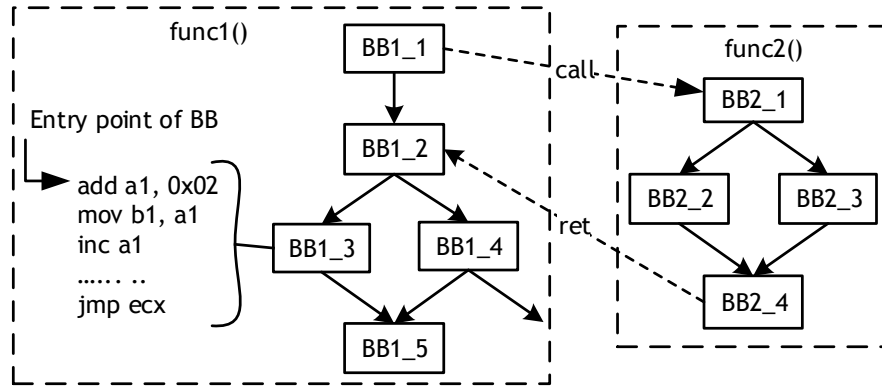 func1()
BB1_1
call
func2()
BB2_1
Entry point of BB
BB1_2
add a1, 0x02
mov b1, a1
inc a1
...... ..
jmp ecx
BB1_3
BB1_4
ret
BB2_2
BB2_3
BB2_4
BB1_5